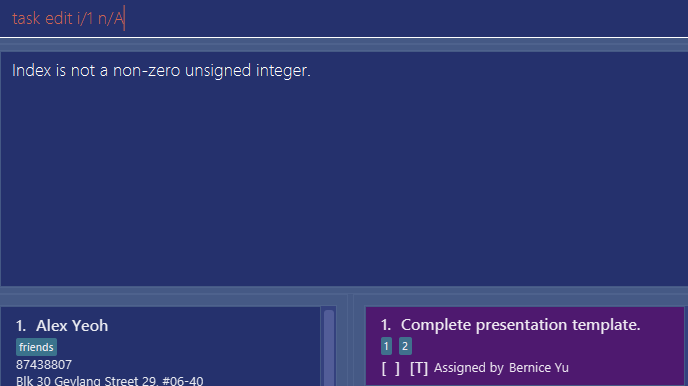 task edit i/1 n/A
Index is not a non-zero unsigned integer.
1. Alex Yeoh
friends
87438807
Blk 30 Geylang Street 29, #06-40
1. Complete presentation template.
1 2
[ ] [T] Assigned by Bernice Yu